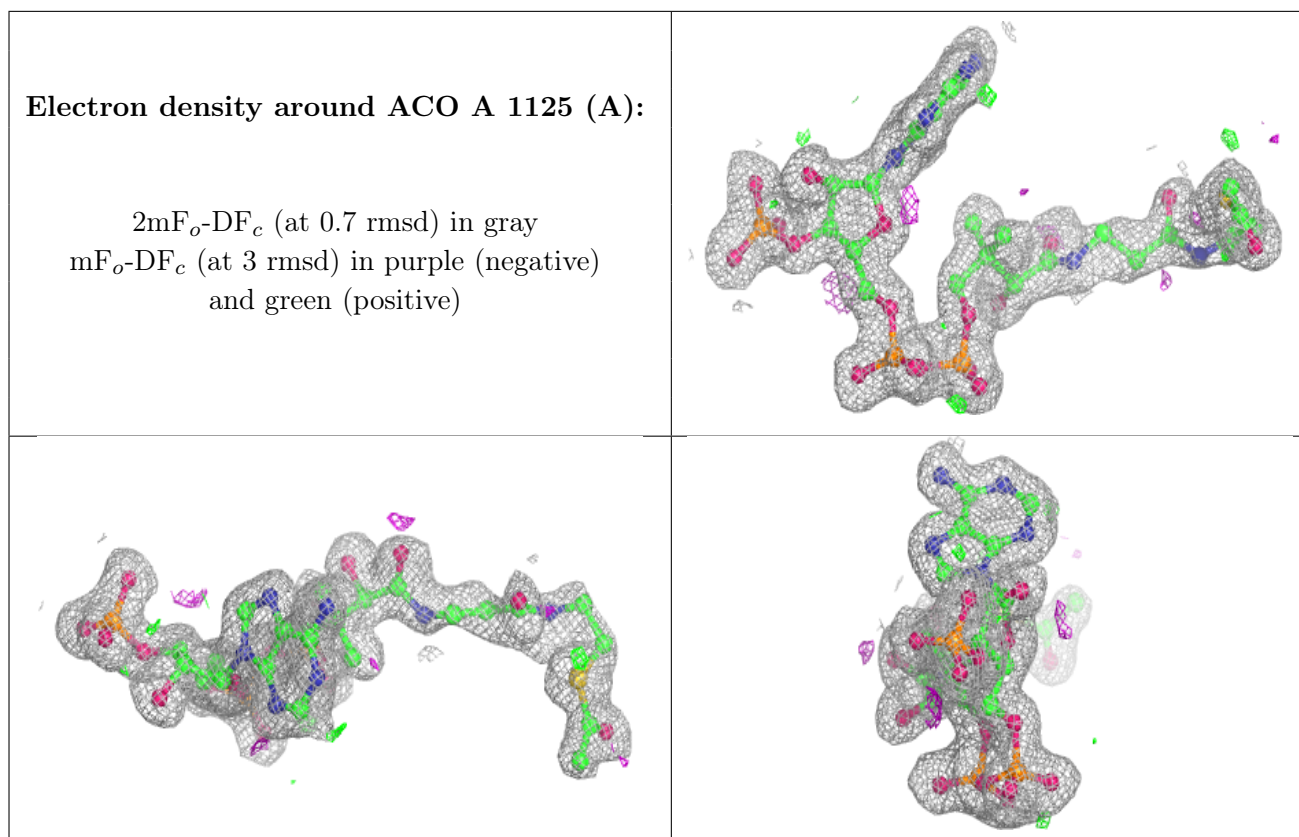 Electron density around ACO A 1125 (A):
2mFₒ-DF𝒸 (at 0.7 rmsd) in gray
mFₒ-DF𝒸 (at 3 rmsd) in purple (negative)
and green (positive)